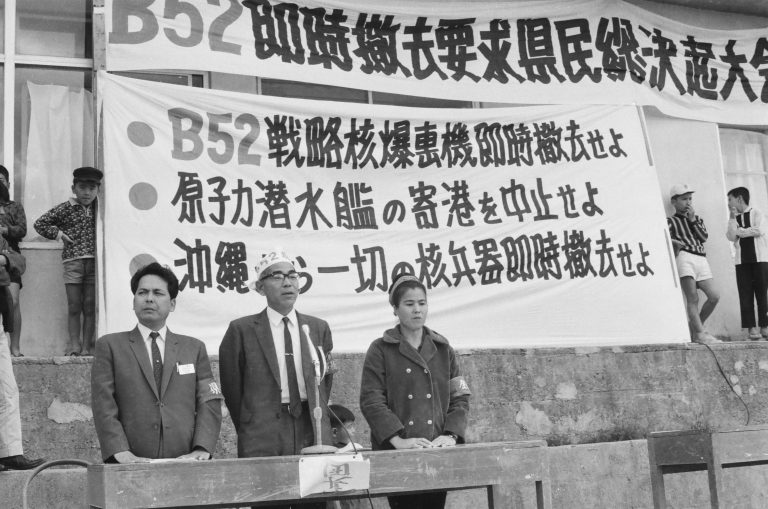 B52即時撤去要求県民総決起大会
● B52戦略核爆撃機即時撤去せよ
● 原子力潜水艦の寄港を中止せよ
● 沖縄 ら一切の核兵器即時撤去せよ